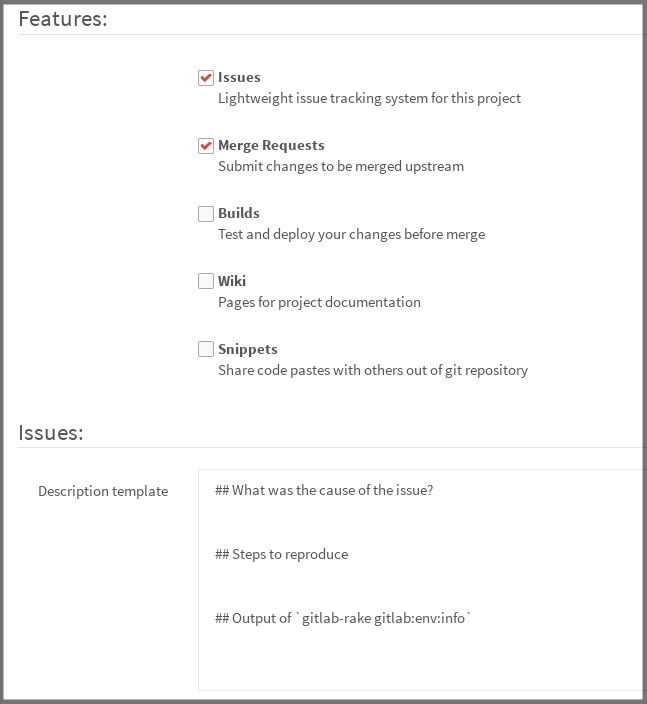 Features:
Issues
Lightweight issue tracking system for this project
Merge Requests
Submit changes to be merged upstream
Builds
Test and deploy your changes before merge
Wiki
Pages for project documentation
Snippets
Share code pastes with others out of git repository
Issues:
Description template
## What was the cause of the issue?
## Steps to reproduce
## Output of `gitlab-rake gitlab:env:info`